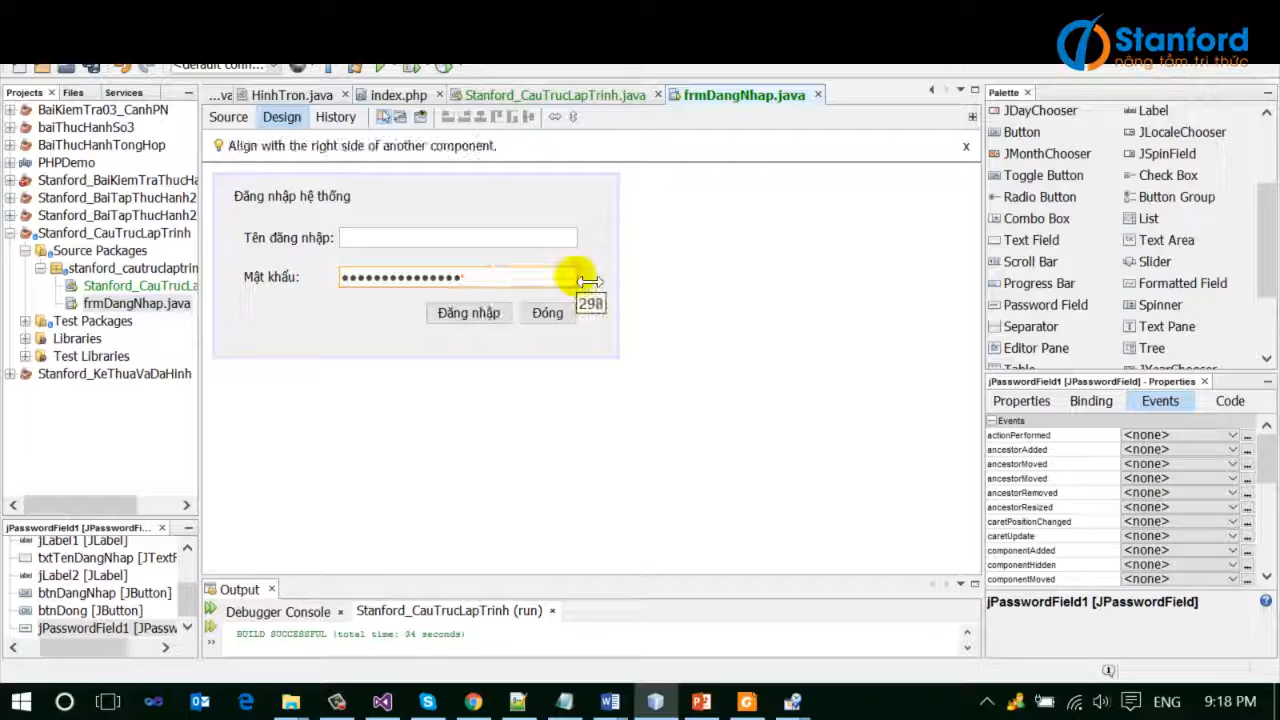 Stanford
nâng tầm tri thức
<default conn...
Projects
Files
Services
...va
HinhTron.java
index.php
Stanford_CauTrucLapTrinh.java
frmDangNhap.java
Palette
Source
Design
History
Align with the right side of another component.
x
BaiKiemTra03_CanhPN
baiThucHanhSo3
BaiThucHanhTongHop
PHPDemo
Stanford_BaiKiemTraThucHa
Stanford_BaiTapThucHanh2
Stanford_BaiTapThucHanh2
Stanford_CauTrucLapTrinh
Source Packages
stanford_cautruclaptrin
Stanford_CauTrucLa
frmDangNhap.java
Test Packages
Libraries
Test Libraries
Stanford_KeThuaVaDaHinh
Đăng nhập hệ thống
Tên đăng nhập:
Mật khẩu:
Đăng nhập
Đóng
JDayChooser
Label
Button
JLocaleChooser
JMonthChooser
JSpinField
Toggle Button
Check Box
Radio Button
Button Group
Combo Box
List
Text Field
Text Area
Scroll Bar
Slider
Progress Bar
Formatted Field
Password Field
Spinner
Separator
Text Pane
Editor Pane
Tree
Table
JYearChooser
jPasswordField1 [JPasswordField] - Properties
Properties
Binding
Events
Code
Events
actionPerformed <none>
ancestorAdded <none>
ancestorMoved <none>
ancestorMoved <none>
ancestorRemoved <none>
ancestorResized <none>
caretPositionChanged <none>
caretUpdate <none>
componentAdded <none>
componentHidden <none>
componentMoved <none>
jPasswordField1 [JPasswordField]
jPasswordField1 [JPasswordFi...
jLabel1 [JLabel]
txtTenDangNhap [JTextF
jLabel2 [JLabel]
btnDangNhap [JButton]
btnDong [JButton]
jPasswordField1 [JPassw
Output
Debugger Console
Stanford_CauTrucLapTrinh (run)
BUILD SUCCESSFUL (total time: 34 seconds)
ENG
9:18 PM